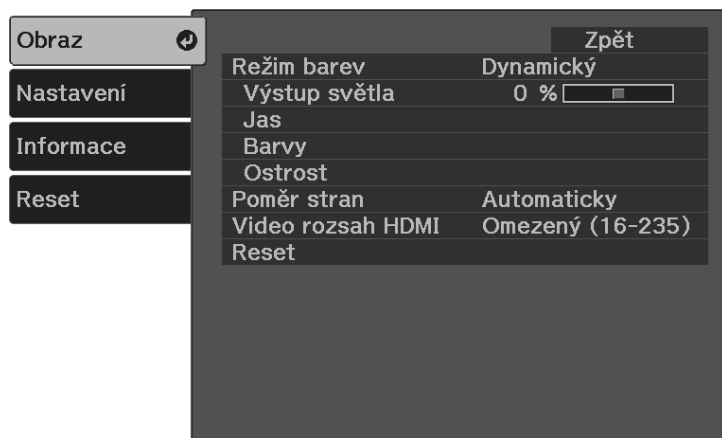 Obraz
Nastavení
Informace
Reset
Zpět
Režim barev Dynamický
Výstup světla 0 %
Jas
Barvy
Ostrost
Poměr stran Automaticky
Video rozsah HDMI Omezený (16-235)
Reset